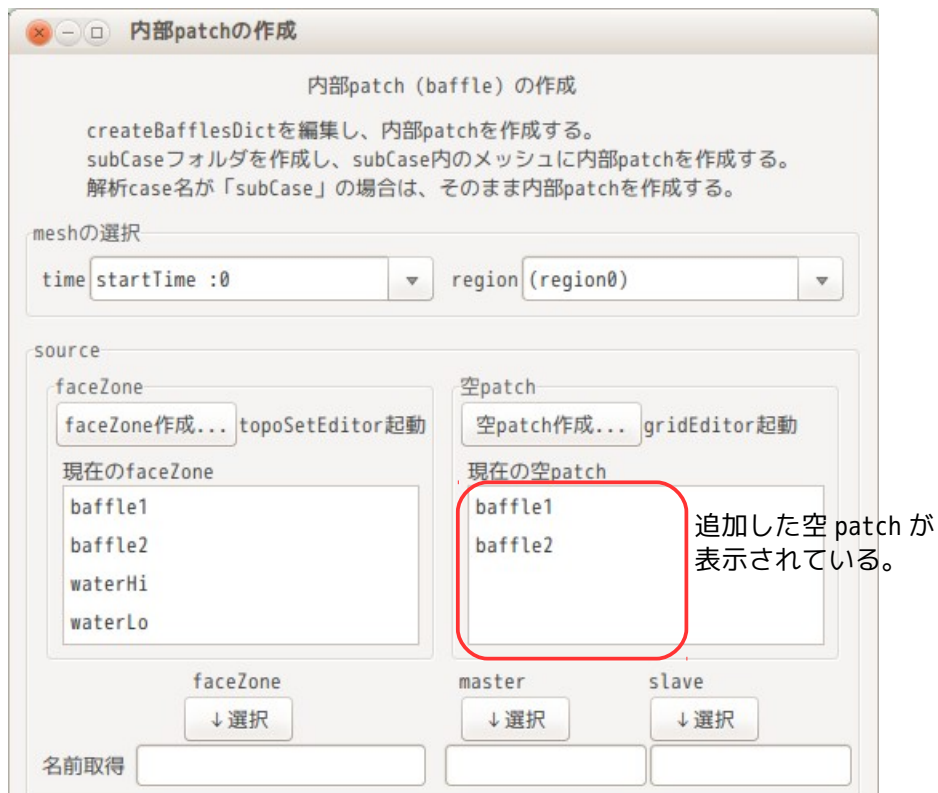 内部patchの作成
内部patch (baffle) の作成
createBafflesDictを編集し、内部patchを作成する。
subCaseフォルダを作成し、subCase内のメッシュに内部patchを作成する。
解析case名が「subCase」の場合は、そのまま内部patchを作成する。
meshの選択
time startTime :0 region (region0)
source
faceZone
faceZone作成... topoSetEditor起動
現在のfaceZone
baffle1
baffle2
waterHi
waterLo
空patch
空patch作成... gridEditor起動
現在の空patch
baffle1
baffle2
追加した空 patch が
表示されている。
faceZone master slave
↓選択 ↓選択 ↓選択
名前取得